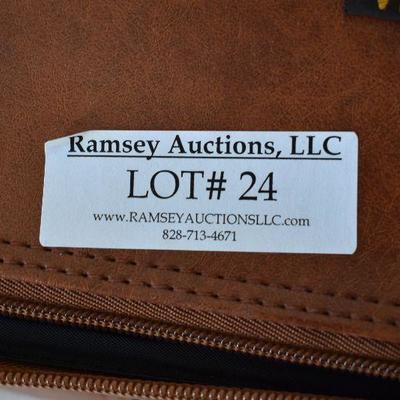 Ramsey Auctions, LLC
LOT# 24
www.RAMSEYAUCTIONSLLC.com
828-713-4671